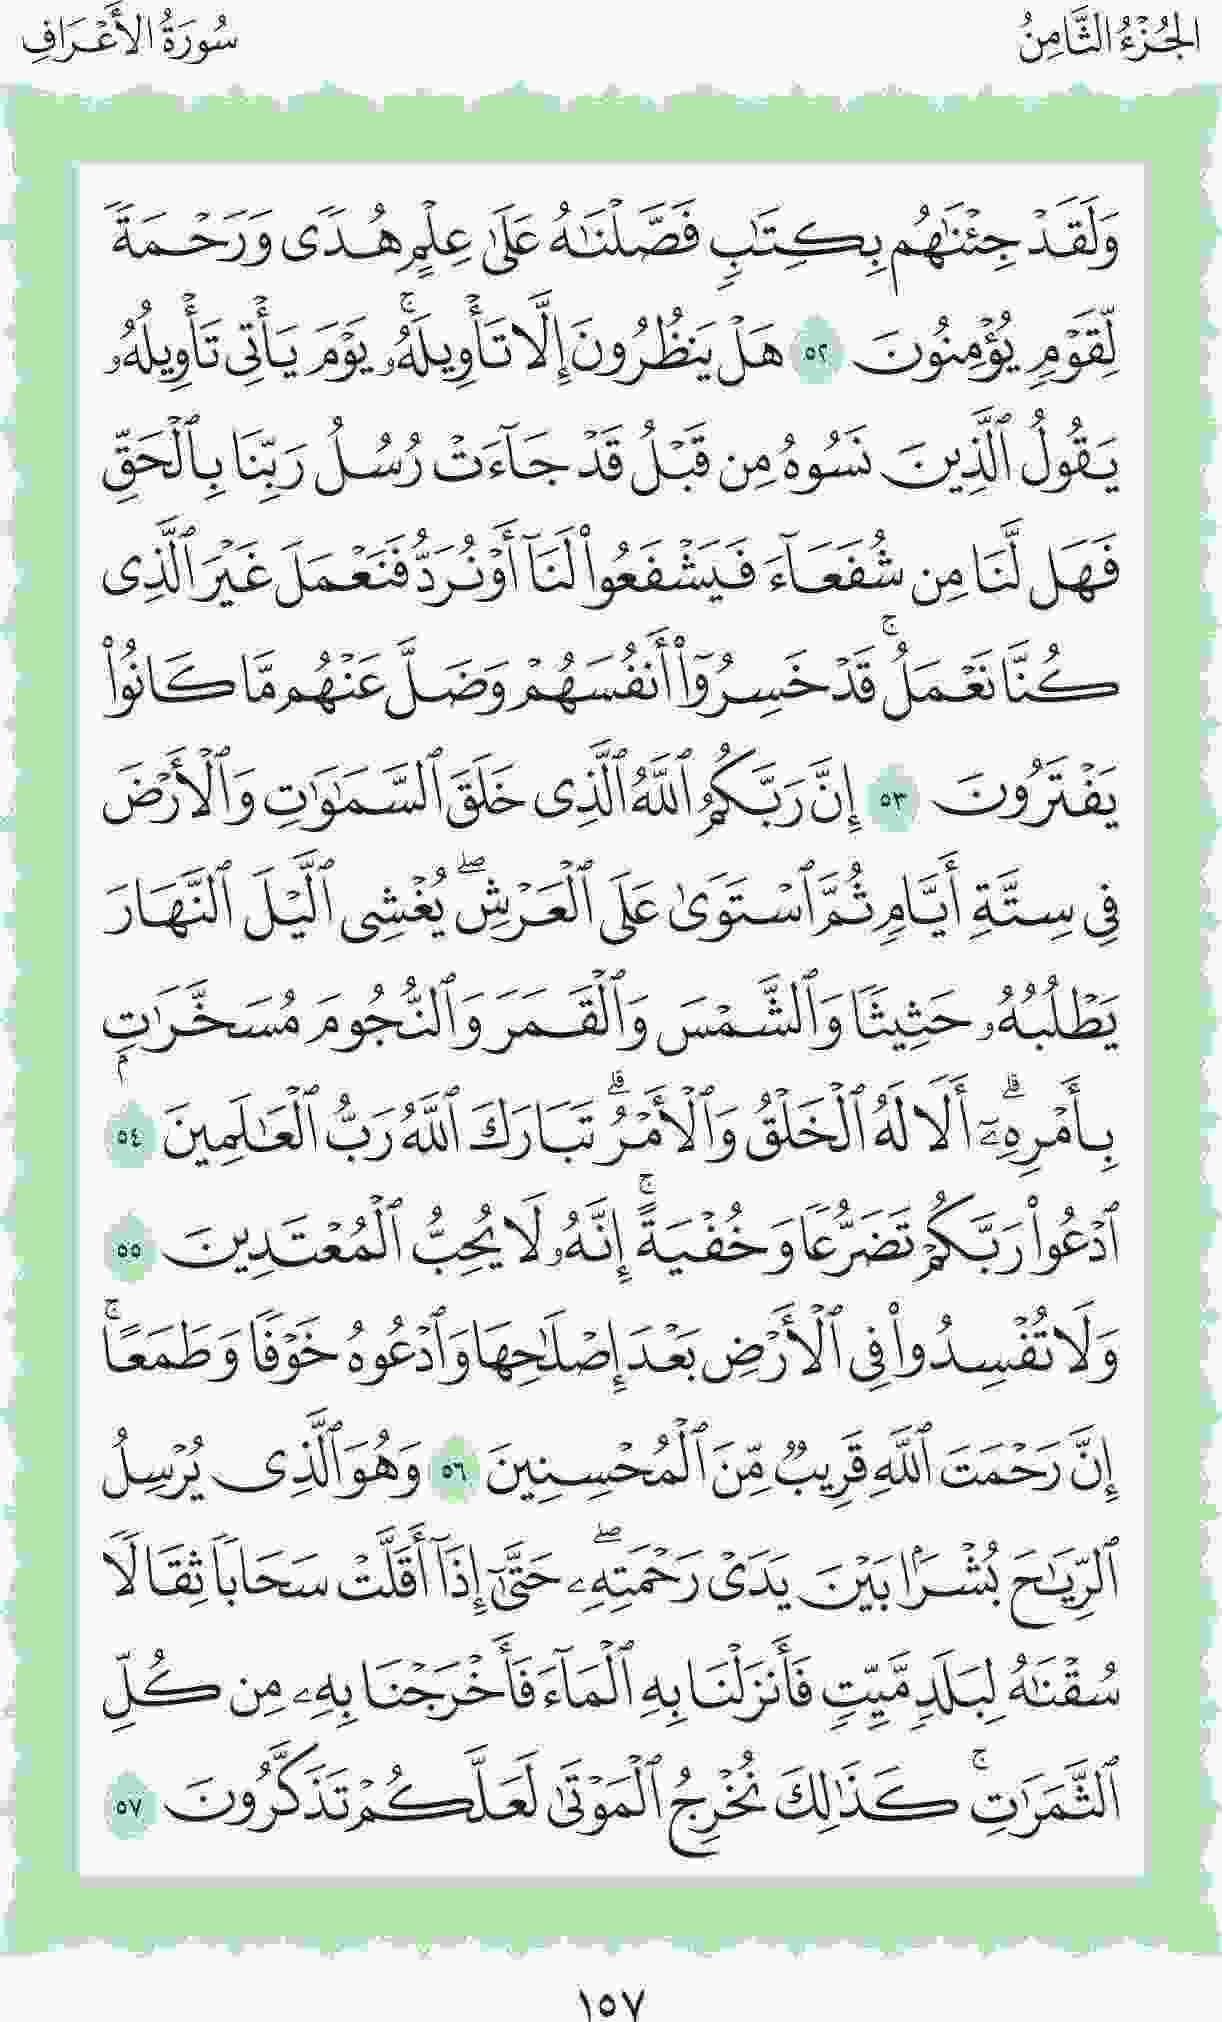 الجُزْءُ الثَّامِنُ
سُورَةُ الأَعْرَافِ
وَلَقَدْ جِئْنَٰهُم بِكِتَٰبٍ فَصَّلْنَٰهُ عَلَىٰ عِلْمٍ هُدًى وَرَحْمَةً
لِّقَوْمٍ يُؤْمِنُونَ ٥٢ هَلْ يَنظُرُونَ إِلَّا تَأْوِيلَهُۥۚ يَوْمَ يَأْتِى تَأْوِيلُهُۥ
يَقُولُ ٱلَّذِينَ نَسُوهُ مِن قَبْلُ قَدْ جَآءَتْ رُسُلُ رَبِّنَا بِٱلْحَقِّ
فَهَل لَّنَا مِن شُفَعَآءَ فَيَشْفَعُوا۟ لَنَآ أَوْ نُرَدُّ فَنَعْمَلَ غَيْرَ ٱلَّذِى
كُنَّا نَعْمَلُۚ قَدْ خَسِرُوٓا۟ أَنفُسَهُمْ وَضَلَّ عَنْهُم مَّا كَانُوا۟
يَفْتَرُونَ ٥٣ إِنَّ رَبَّكُمُ ٱللَّهُ ٱلَّذِى خَلَقَ ٱلسَّمَٰوَٰتِ وَٱلْأَرْضَ
فِى سِتَّةِ أَيَّامٍ ثُمَّ ٱسْتَوَىٰ عَلَى ٱلْعَرْشِۖ يُغْشِى ٱلَّيْلَ ٱلنَّهَارَ
يَطْلُبُهُۥ حَثِيثًا وَٱلشَّمْسَ وَٱلْقَمَرَ وَٱلنُّجُومَ مُسَخَّرَٰتٍۭ
بِأَمْرِهِۦٓۗ أَلَا لَهُ ٱلْخَلْقُ وَٱلْأَمْرُۗ تَبَارَكَ ٱللَّهُ رَبُّ ٱلْعَٰلَمِينَ ٥٤
ٱدْعُوا۟ رَبَّكُمْ تَضَرُّعًا وَخُفْيَةًۚ إِنَّهُۥ لَا يُحِبُّ ٱلْمُعْتَدِينَ ٥٥
وَلَا تُفْسِدُوا۟ فِى ٱلْأَرْضِ بَعْدَ إِصْلَٰحِهَا وَٱدْعُوهُ خَوْفًا وَطَمَعًاۚ
إِنَّ رَحْمَتَ ٱللَّهِ قَرِيبٌ مِّنَ ٱلْمُحْسِنِينَ ٥٦ وَهُوَ ٱلَّذِى يُرْسِلُ
ٱلرِّيَٰحَ بُشْرًۢا بَيْنَ يَدَىْ رَحْمَتِهِۦۖ حَتَّىٰٓ إِذَآ أَقَلَّتْ سَحَابًا ثِقَالًا
سُقْنَٰهُ لِبَلَدٍ مَّيِّتٍ فَأَنزَلْنَا بِهِ ٱلْمَآءَ فَأَخْرَجْنَا بِهِۦ مِن كُلِّ
ٱلثَّمَرَٰتِۚ كَذَٰلِكَ نُخْرِجُ ٱلْمَوْتَىٰ لَعَلَّكُمْ تَذَكَّرُونَ ٥٧
١٥٧